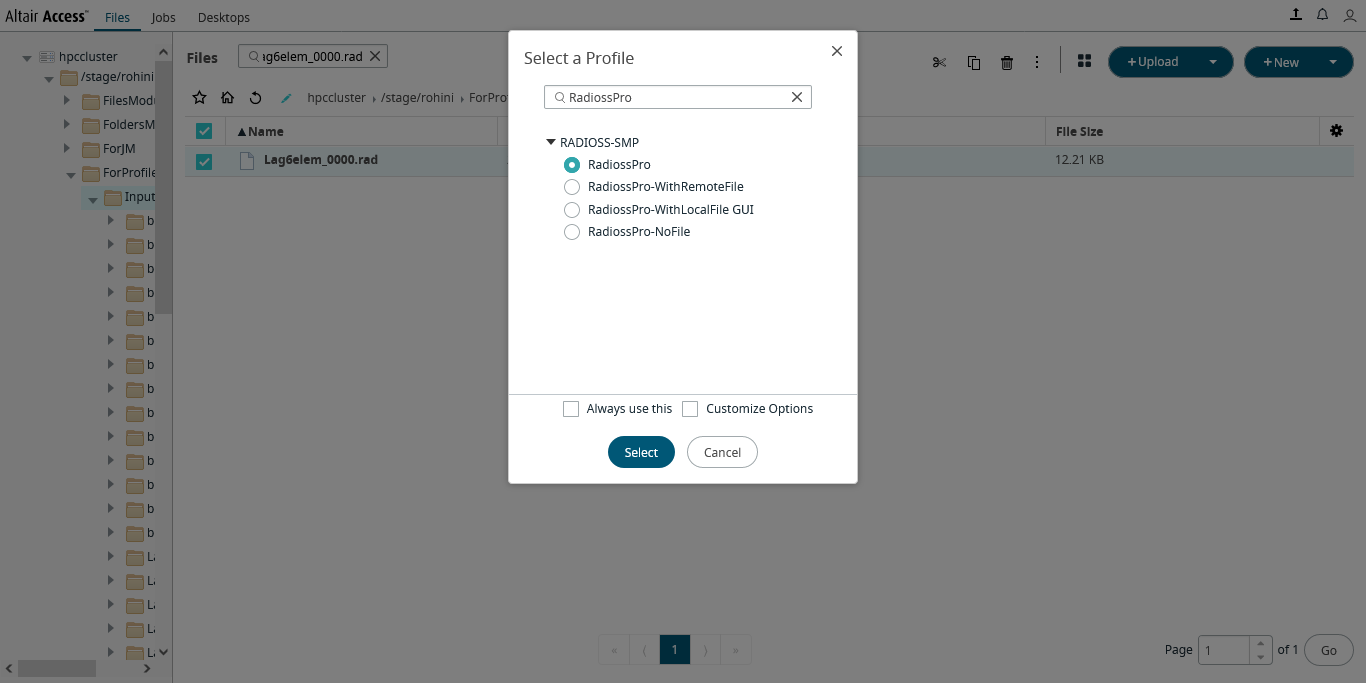 Altair Access™
Files
Jobs
Desktops
hpccluster
/stage/rohini
FilesModu
FoldersM
ForJM
ForProfile
Input
b
b
b
b
b
b
b
b
b
b
b
b
b
b
La
La
La
La
La
Files
ag6elem_0000.rad
+Upload
+New
hpccluster › /stage/rohini › ForPro
Name
File Size
Lag6elem_0000.rad
12.21 KB
Select a Profile
RadiossPro
RADIOSS-SMP
RadiossPro
RadiossPro-WithRemoteFile
RadiossPro-WithLocalFile GUI
RadiossPro-NoFile
Always use this
Customize Options
Select
Cancel
« ⟨ 1 ⟩ »
Page 1 of 1 Go